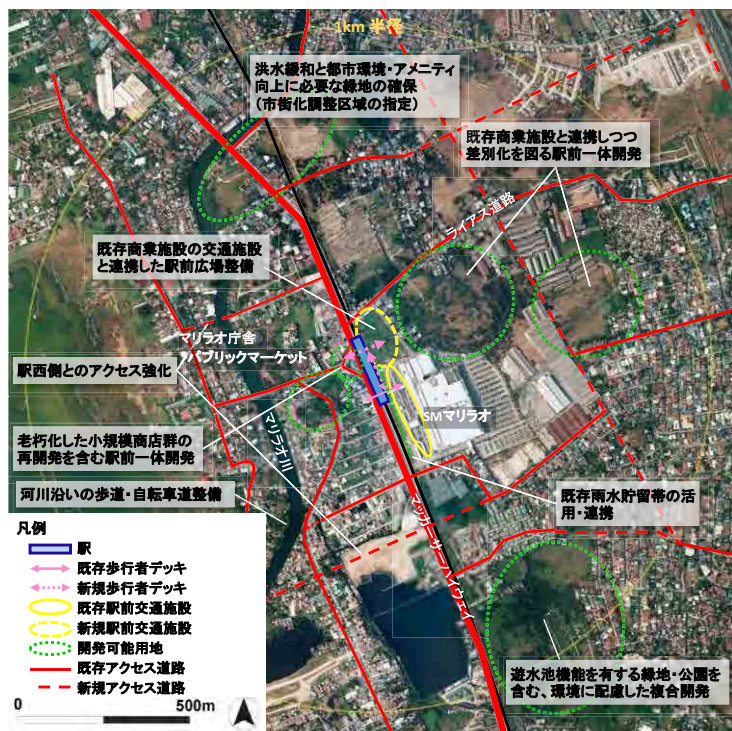 1km 半径
洪水緩和と都市環境・アメニティ
向上に必要な緑地の確保
（市街化調整区域の指定）
既存商業施設と連携しつつ
差別化を図る駅前一体開発
ライアス道路
既存商業施設の交通施設
と連携した駅前広場整備
マリラオ庁舎
パブリックマーケット
駅西側とのアクセス強化
SMマリラオ
マリラオ川
老朽化した小規模商店群の
再開発を含む駅前一体開発
河川沿いの歩道・自転車道整備
既存雨水貯留帯の活
用・連携
マッカーサーハイウェイ
遊水池機能を有する緑地・公園を
含む、環境に配慮した複合開発
凡例
駅
既存歩行者デッキ
新規歩行者デッキ
既存駅前交通施設
新規駅前交通施設
開発可能用地
既存アクセス道路
新規アクセス道路
0 500m